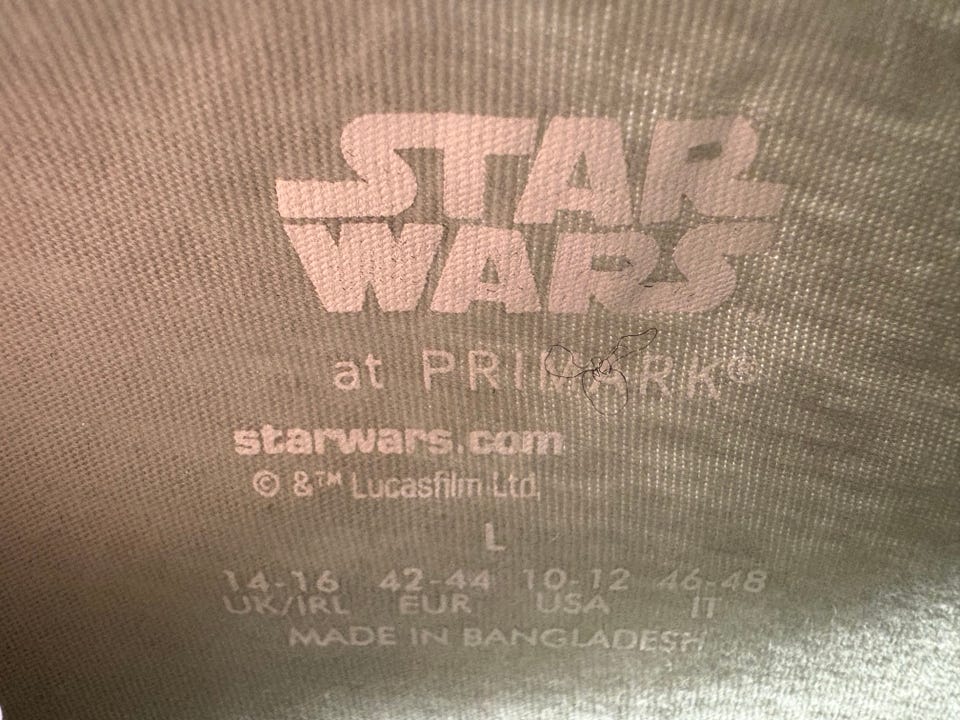 STAR
WARS
™
at PRIMARK©
starwars.com
© &™ Lucasfilm Ltd.
L
14-16 42-44 10-12 46-48
UK/IRL EUR USA IT
MADE IN BANGLADESH